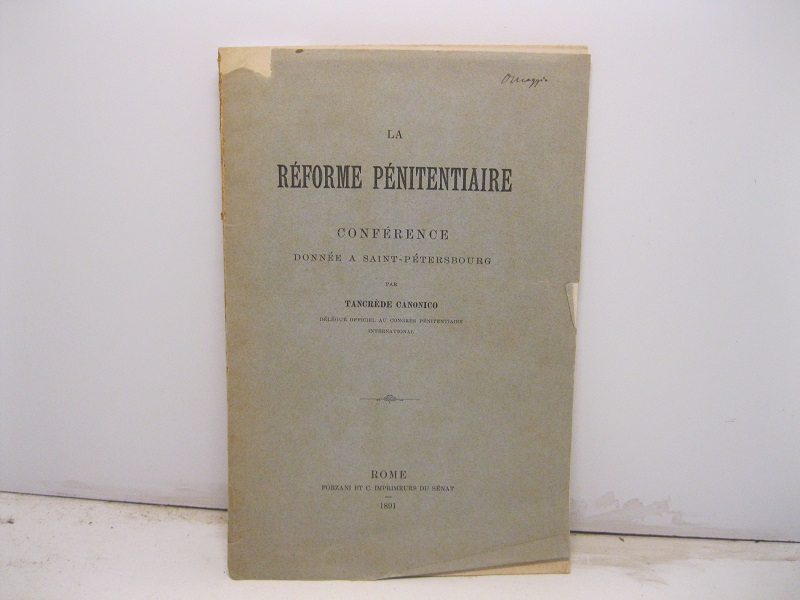 Omaggio
LA
RÉFORME PÉNITENTIAIRE
CONFÉRENCE
DONNÉE A SAINT-PÉTERSBOURG
PAR
TANCRÈDE CANONICO
DÉLÉGUÉ OFFICIEL AU CONGRÈS PÉNITENTIAIRE
INTERNATIONAL
ROME
FORZANI ET C. IMPRIMEURS DU SÉNAT
1891